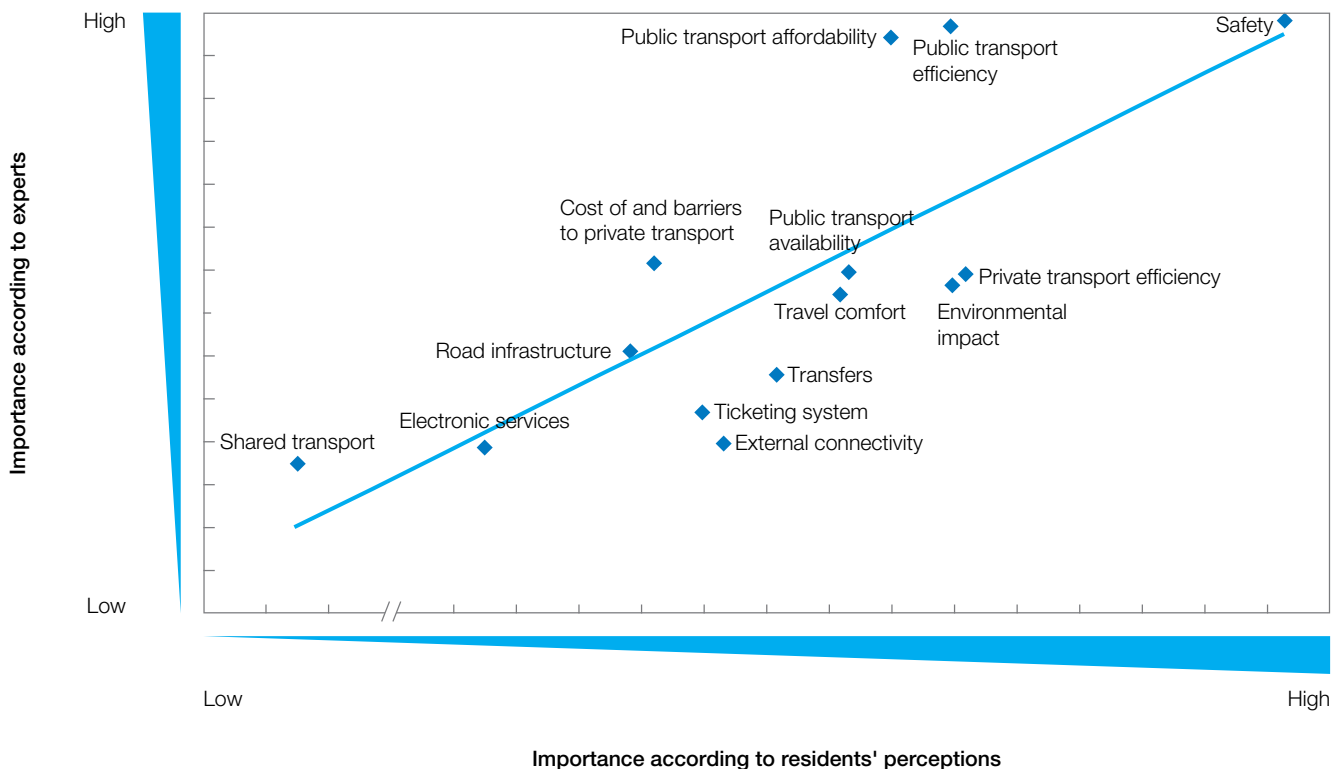 High
Safety
Public transport affordability
Public transport
efficiency
Cost of and barriers
to private transport
Public transport
availability
Private transport efficiency
Travel comfort
Environmental
impact
Road infrastructure
Transfers
Ticketing system
Electronic services
External connectivity
Shared transport
Importance according to experts
Low
Low
High
Importance according to residents' perceptions